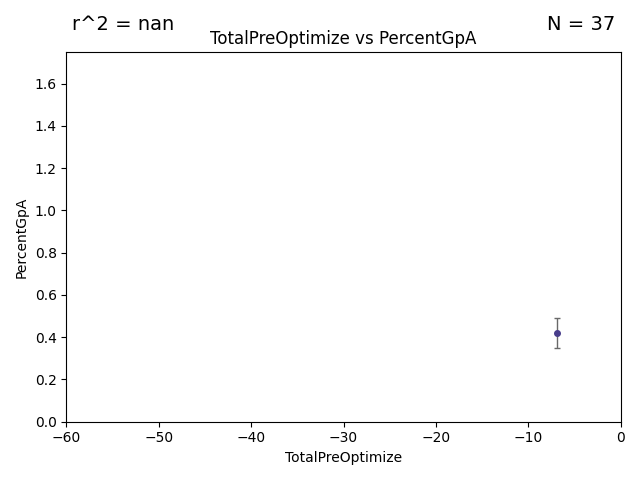 r^2 = nan
N = 37
TotalPreOptimize vs PercentGpA
PercentGpA
1.6
1.4
1.2
1.0
0.8
0.6
0.4
0.2
0.0
−60 −50 −40 −30 −20 −10 0
TotalPreOptimize